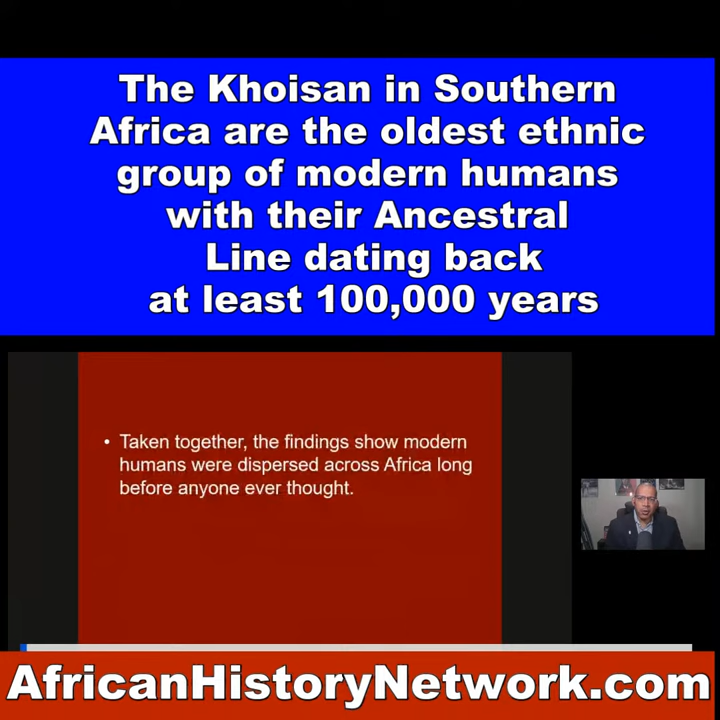 The Khoisan in Southern
Africa are the oldest ethnic
group of modern humans
with their Ancestral
Line dating back
at least 100,000 years
• Taken together, the findings show modern
humans were dispersed across Africa long
before anyone ever thought.
AfricanHistoryNetwork.com